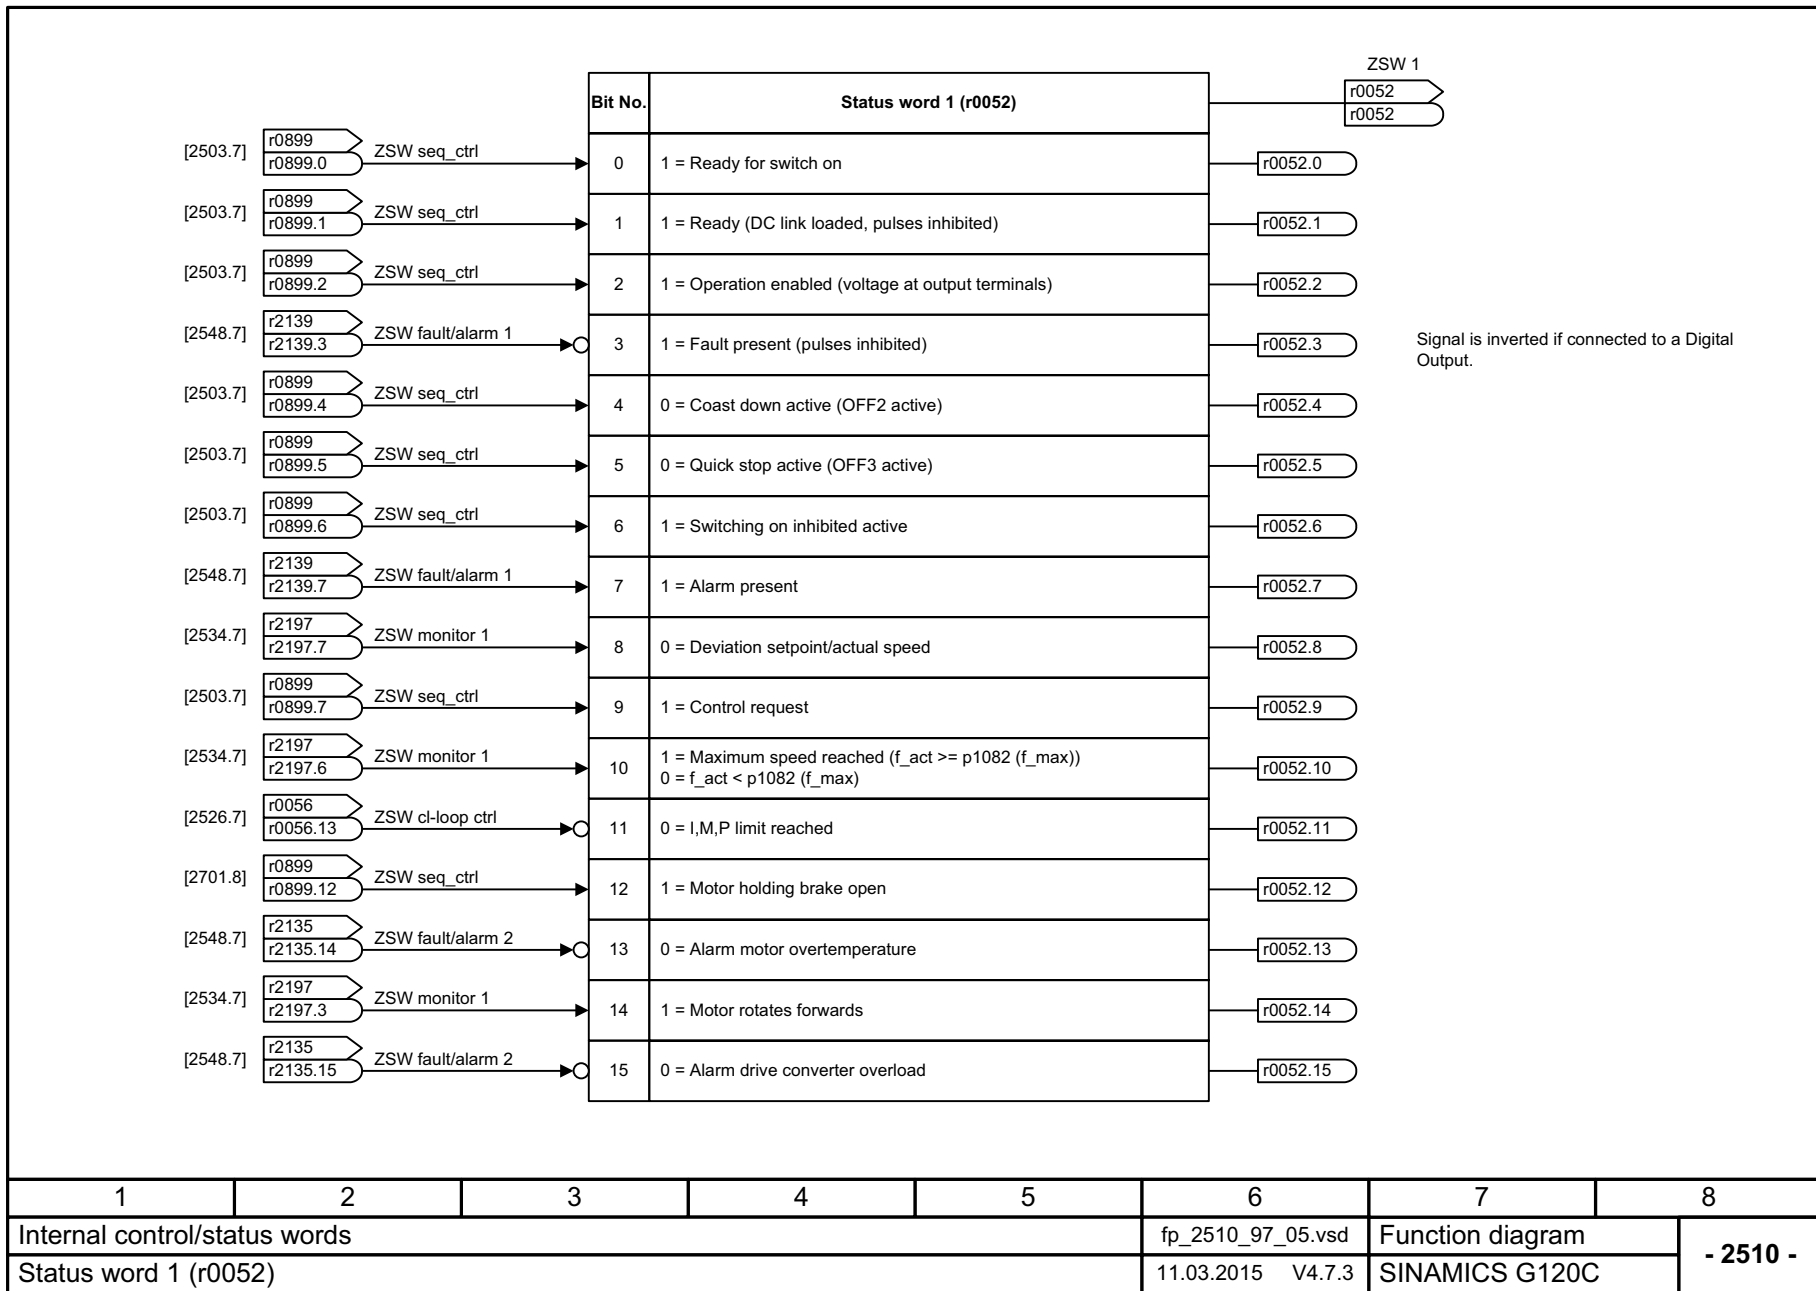 ZSW 1
r0052
r0052
Bit No. Status word 1 (r0052)
[2503.7] r0899 r0899.0 ZSW seq_ctrl 0 1 = Ready for switch on r0052.0
[2503.7] r0899 r0899.1 ZSW seq_ctrl 1 1 = Ready (DC link loaded, pulses inhibited) r0052.1
[2503.7] r0899 r0899.2 ZSW seq_ctrl 2 1 = Operation enabled (voltage at output terminals) r0052.2
[2548.7] r2139 r2139.3 ZSW fault/alarm 1 3 1 = Fault present (pulses inhibited) r0052.3
Signal is inverted if connected to a Digital
Output.
[2503.7] r0899 r0899.4 ZSW seq_ctrl 4 0 = Coast down active (OFF2 active) r0052.4
[2503.7] r0899 r0899.5 ZSW seq_ctrl 5 0 = Quick stop active (OFF3 active) r0052.5
[2503.7] r0899 r0899.6 ZSW seq_ctrl 6 1 = Switching on inhibited active r0052.6
[2548.7] r2139 r2139.7 ZSW fault/alarm 1 7 1 = Alarm present r0052.7
[2534.7] r2197 r2197.7 ZSW monitor 1 8 0 = Deviation setpoint/actual speed r0052.8
[2503.7] r0899 r0899.7 ZSW seq_ctrl 9 1 = Control request r0052.9
[2534.7] r2197 r2197.6 ZSW monitor 1 10 1 = Maximum speed reached (f_act >= p1082 (f_max))
0 = f_act < p1082 (f_max) r0052.10
[2526.7] r0056 r0056.13 ZSW cl-loop ctrl 11 0 = I,M,P limit reached r0052.11
[2701.8] r0899 r0899.12 ZSW seq_ctrl 12 1 = Motor holding brake open r0052.12
[2548.7] r2135 r2135.14 ZSW fault/alarm 2 13 0 = Alarm motor overtemperature r0052.13
[2534.7] r2197 r2197.3 ZSW monitor 1 14 1 = Motor rotates forwards r0052.14
[2548.7] r2135 r2135.15 ZSW fault/alarm 2 15 0 = Alarm drive converter overload r0052.15
1 2 3 4 5 6 7 8
Internal control/status words fp_2510_97_05.vsd Function diagram
- 2510 -
Status word 1 (r0052) 11.03.2015 V4.7.3 SINAMICS G120C